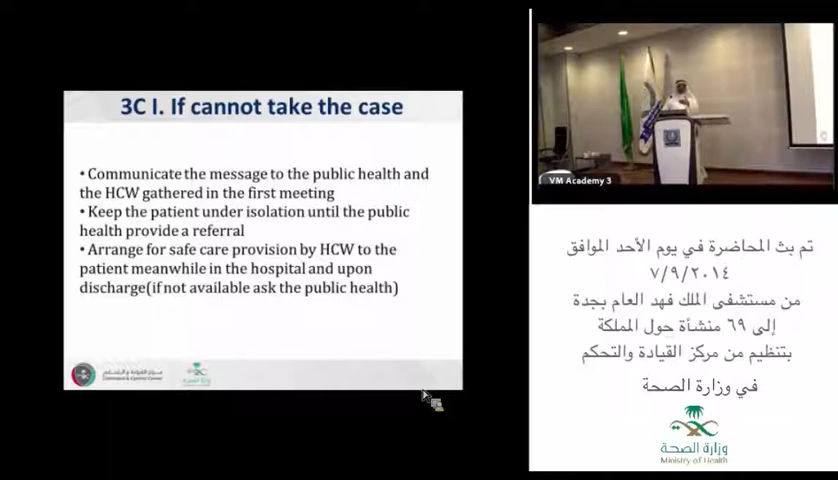 3C I. If cannot take the case
• Communicate the message to the public health and
the HCW gathered in the first meeting
• Keep the patient under isolation until the public
health provide a referral
• Arrange for safe care provision by HCW to the
patient meanwhile in the hospital and upon
discharge(if not available ask the public health)
مركز القيادة والتحكم
Command & Control Center
VM Academy 3
تم بث المحاضرة في يوم الأحد الموافق
٧/٩/٢٠١٤
من مستشفى الملك فهد العام بجدة
إلى ٦٩ منشأة حول المملكة
بتنظيم من مركز القيادة والتحكم
في وزارة الصحة
وزارة الصحة
Ministry of Health